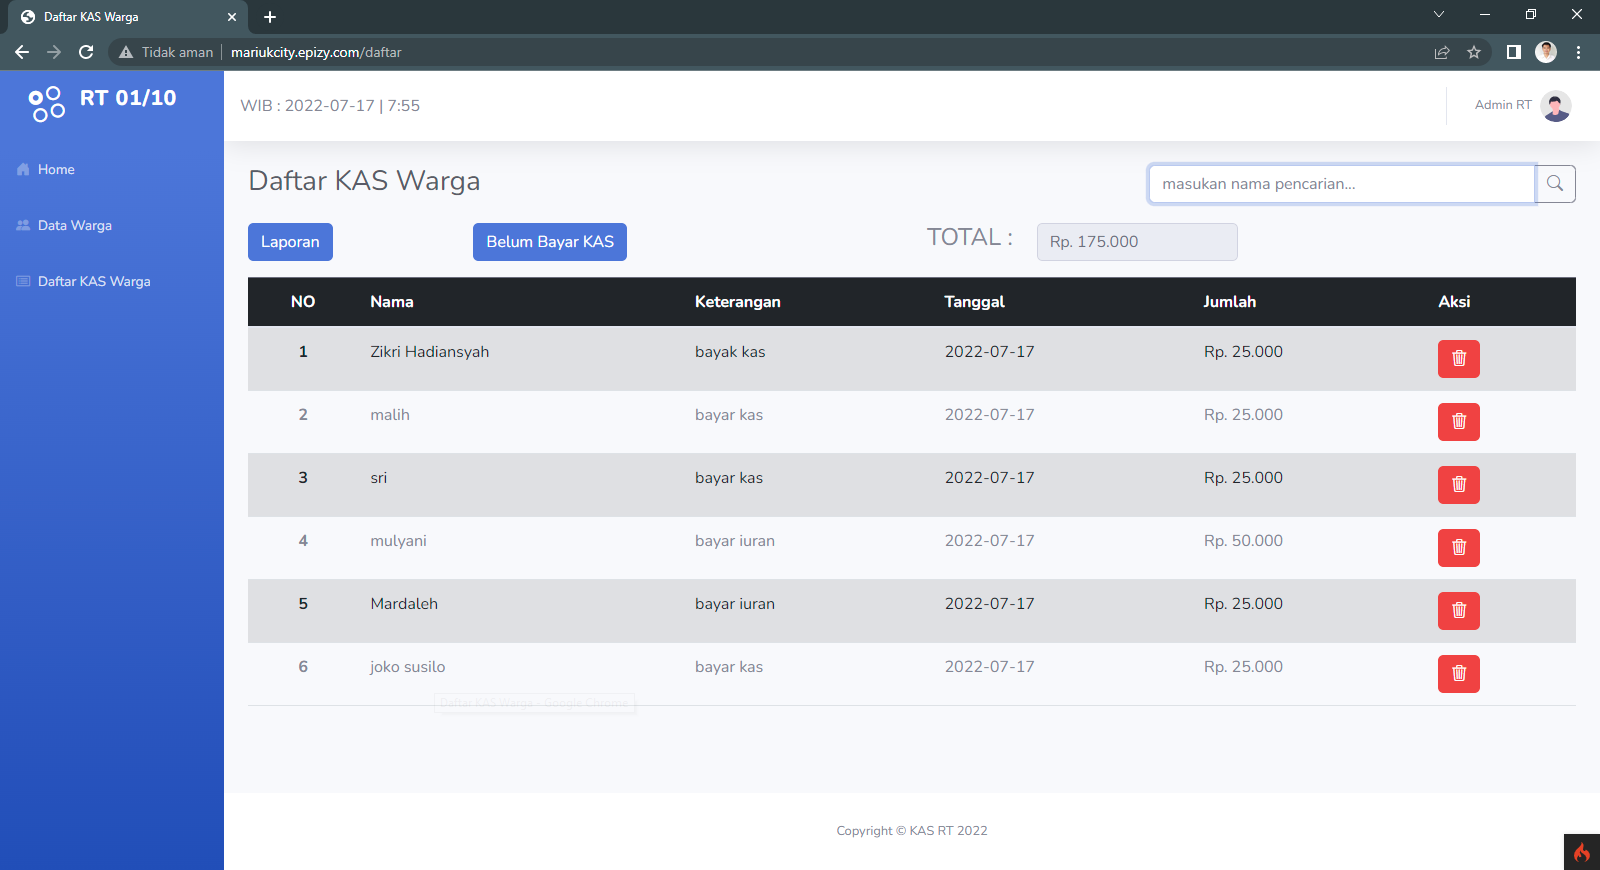 Daftar KAS Warga
Tidak aman
mariukcity.epizy.com/daftar
RT 01/10
WIB : 2022-07-17 | 7:55
Admin RT
Home
Data Warga
Daftar KAS Warga
Daftar KAS Warga
masukan nama pencarian...
Laporan
Belum Bayar KAS
TOTAL :
Rp. 175.000
NO Nama Keterangan Tanggal Jumlah Aksi
1 Zikri Hadiansyah bayak kas 2022-07-17 Rp. 25.000
2 malih bayar kas 2022-07-17 Rp. 25.000
3 sri bayar kas 2022-07-17 Rp. 25.000
4 mulyani bayar iuran 2022-07-17 Rp. 50.000
5 Mardaleh bayar iuran 2022-07-17 Rp. 25.000
6 joko susilo bayar kas 2022-07-17 Rp. 25.000
Daftar KAS Warga - Google Chrome
Copyright © KAS RT 2022